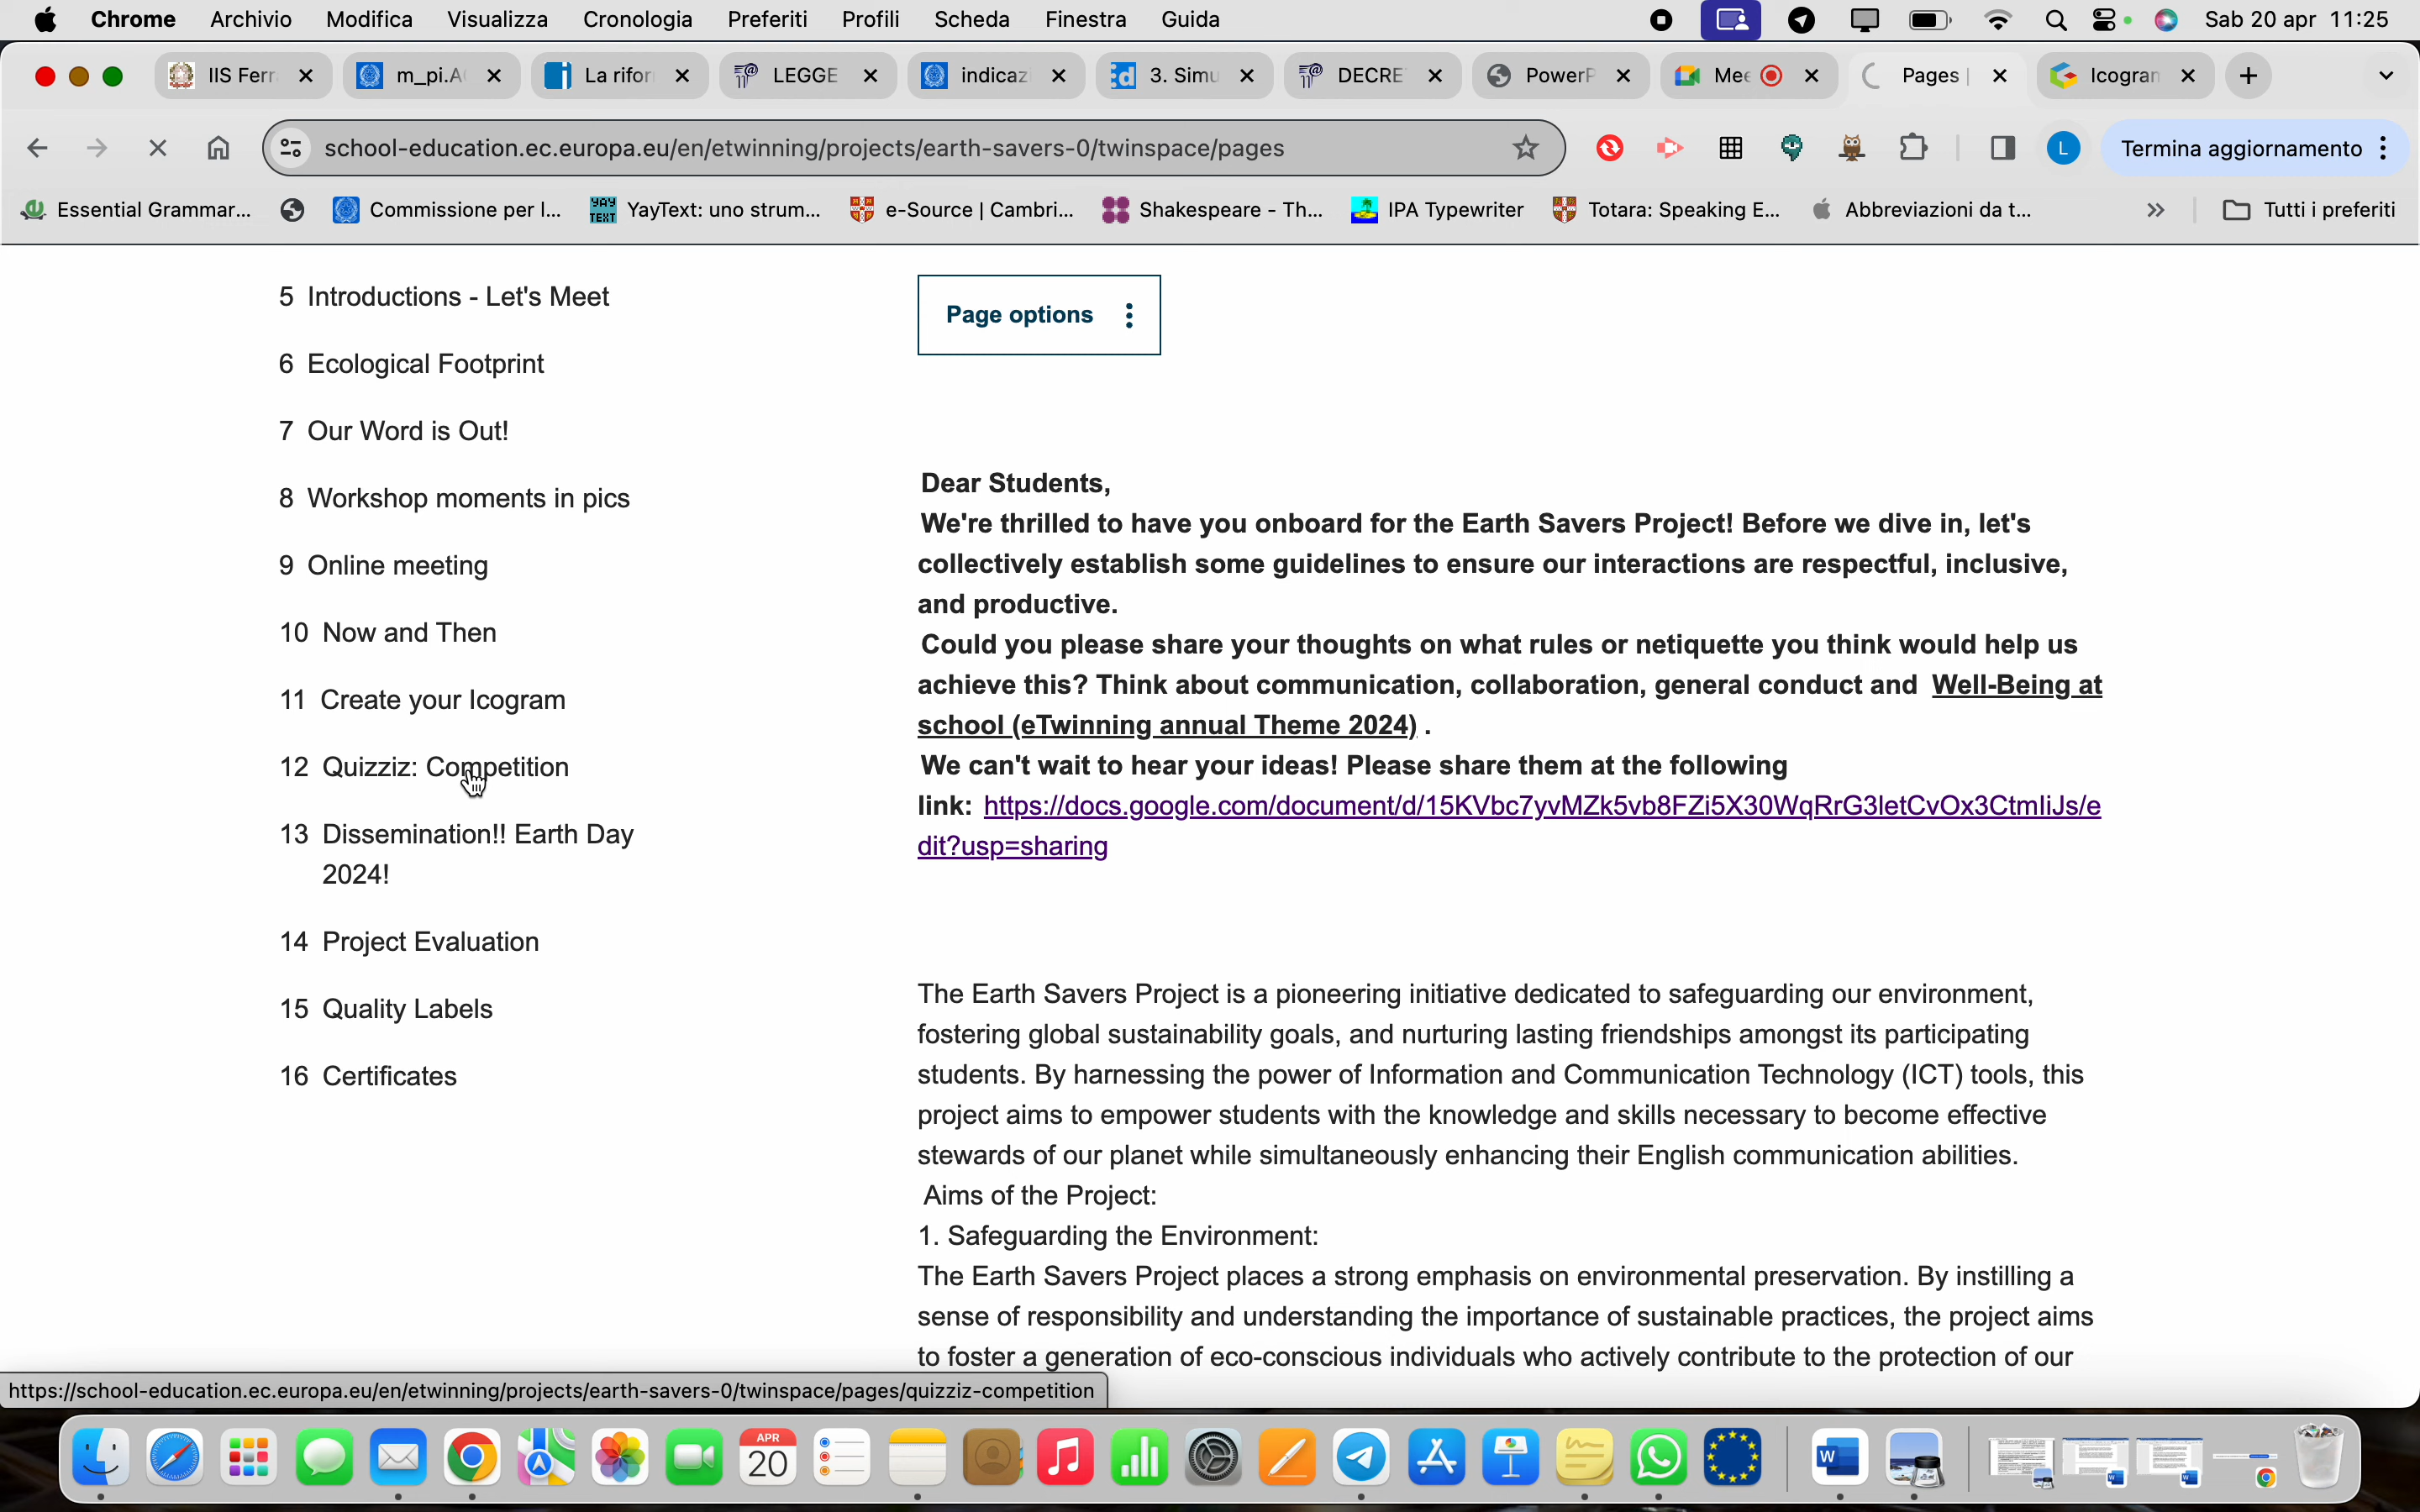 Chrome Archivio Modifica Visualizza Cronologia Preferiti Profili Scheda Finestra Guida Sab 20 apr 11:25
IIS Ferr m_pi.A La rifor LEGGE indicaz 3. Simu DECRE PowerP Mee Pages | Icogram
school-education.ec.europa.eu/en/etwinning/projects/earth-savers-0/twinspace/pages L Termina aggiornamento
Essential Grammar... Commissione per l... YAY TEXT YayText: uno strum... e-Source | Cambri... Shakespeare - Th... IPA Typewriter Totara: Speaking E... Abbreviazioni da t... » Tutti i preferiti
5 Introductions - Let's Meet
6 Ecological Footprint
7 Our Word is Out!
8 Workshop moments in pics
9 Online meeting
10 Now and Then
11 Create your Icogram
12 Quizziz: Competition
13 Dissemination!! Earth Day
2024!
14 Project Evaluation
15 Quality Labels
16 Certificates
Page options
Dear Students,
We're thrilled to have you onboard for the Earth Savers Project! Before we dive in, let's
collectively establish some guidelines to ensure our interactions are respectful, inclusive,
and productive.
Could you please share your thoughts on what rules or netiquette you think would help us
achieve this? Think about communication, collaboration, general conduct and Well-Being at
school (eTwinning annual Theme 2024) .
We can't wait to hear your ideas! Please share them at the following
link: https://docs.google.com/document/d/15KVbc7yvMZk5vb8FZi5X30WqRrG3letCvOx3CtmliJs/e
dit?usp=sharing
The Earth Savers Project is a pioneering initiative dedicated to safeguarding our environment,
fostering global sustainability goals, and nurturing lasting friendships amongst its participating
students. By harnessing the power of Information and Communication Technology (ICT) tools, this
project aims to empower students with the knowledge and skills necessary to become effective
stewards of our planet while simultaneously enhancing their English communication abilities.
Aims of the Project:
1. Safeguarding the Environment:
The Earth Savers Project places a strong emphasis on environmental preservation. By instilling a
sense of responsibility and understanding the importance of sustainable practices, the project aims
to foster a generation of eco-conscious individuals who actively contribute to the protection of our
https://school-education.ec.europa.eu/en/etwinning/projects/earth-savers-0/twinspace/pages/quizziz-competition
APR
20